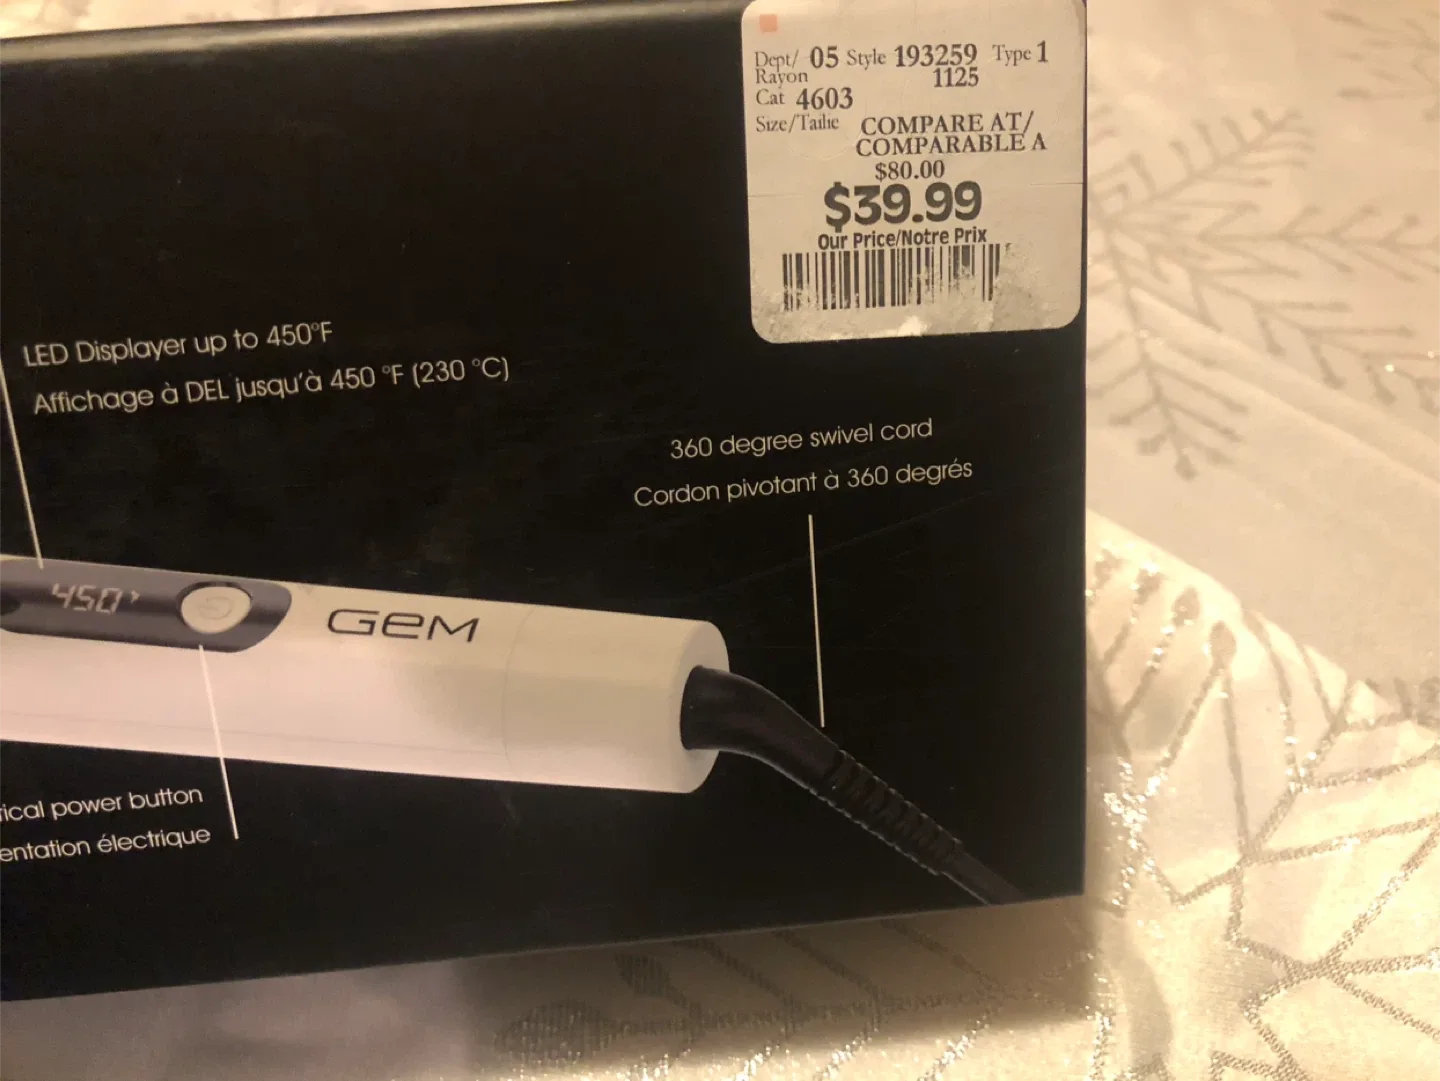 Dept/ 05 Style 193259 Type 1
Rayon 1125
Cat 4603
Size/Taille COMPARE AT/
COMPARABLE A
$80.00
$39.99
Our Price/Notre Prix
LED Displayer up to 450°F
Affichage à DEL jusqu'à 450 °F (230 °C)
360 degree swivel cord
Cordon pivotant à 360 degrés
450°
GEM
power button
électrique